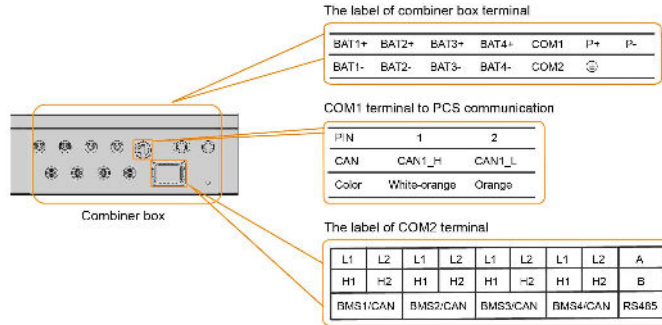 The label of combiner box terminal
BAT1+ BAT2+ BAT3+ BAT4+ COM1 P+ P-
BAT1- BAT2- BAT3- BAT4- COM2
COM1 terminal to PCS communication
PIN 1 2
CAN CAN1_H CAN1_L
Color White-orange Orange
Combiner box
The label of COM2 terminal
L1 L2 L1 L2 L1 L2 L1 L2 A
H1 H2 H1 H2 H1 H2 H1 H2 B
BMS1/CAN BMS2/CAN BMS3/CAN BMS4/CAN RS485